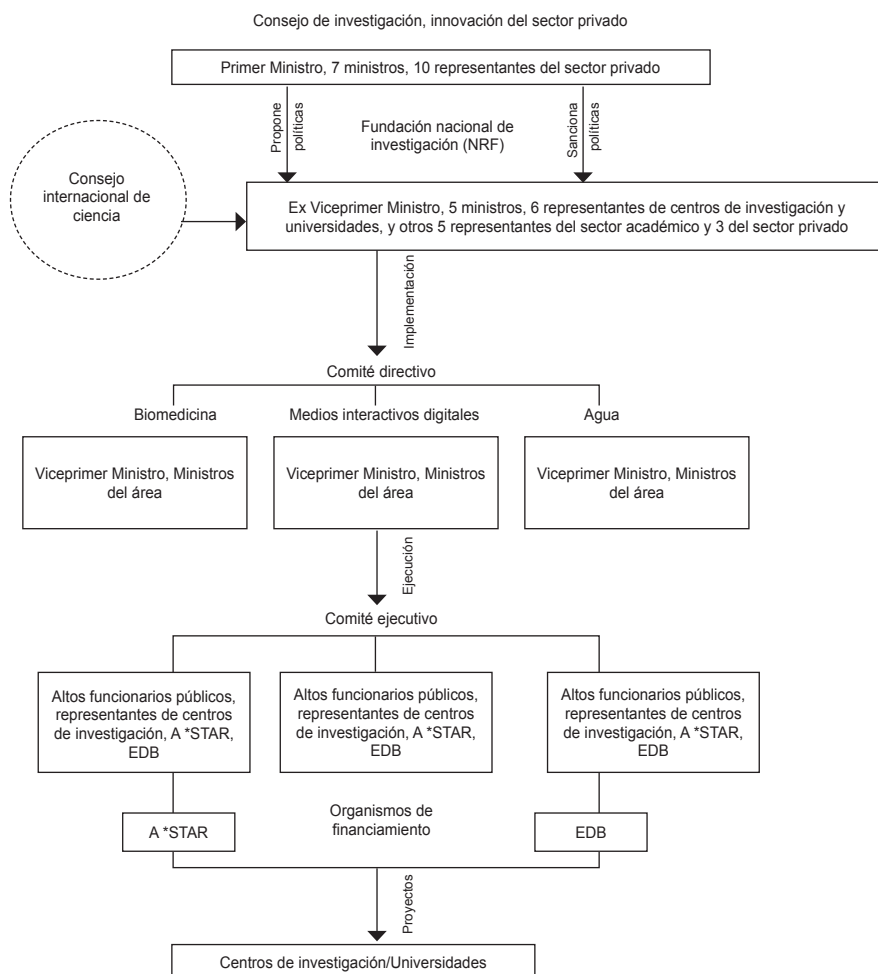 Consejo de investigación, innovación del sector privado
Primer Ministro, 7 ministros, 10 representantes del sector privado
Propone
políticas
Fundación nacional de
investigación (NRF)
Sanciona
políticas
Consejo
internacional de
ciencia
Ex Viceprimer Ministro, 5 ministros, 6 representantes de centros de investigación y
universidades, y otros 5 representantes del sector académico y 3 del sector privado
Implementación
Comité directivo
Biomedicina
Medios interactivos digitales
Agua
Viceprimer Ministro, Ministros
del área
Viceprimer Ministro, Ministros
del área
Viceprimer Ministro, Ministros
del área
Ejecución
Comité ejecutivo
Altos funcionarios públicos,
representantes de centros
de investigación, A *STAR,
EDB
Altos funcionarios públicos,
representantes de centros
de investigación, A *STAR,
EDB
Altos funcionarios públicos,
representantes de centros
de investigación, A *STAR,
EDB
A *STAR
Organismos de
financiamiento
EDB
Proyectos
Centros de investigación/Universidades